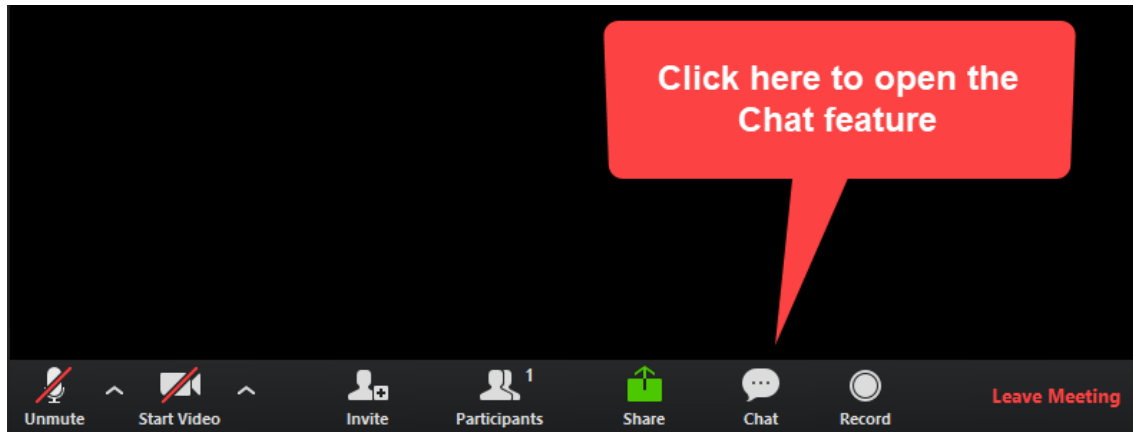 Click here to open the
Chat feature
1
Unmute
Start Video
Invite
Participants
Share
Chat
Record
Leave Meeting